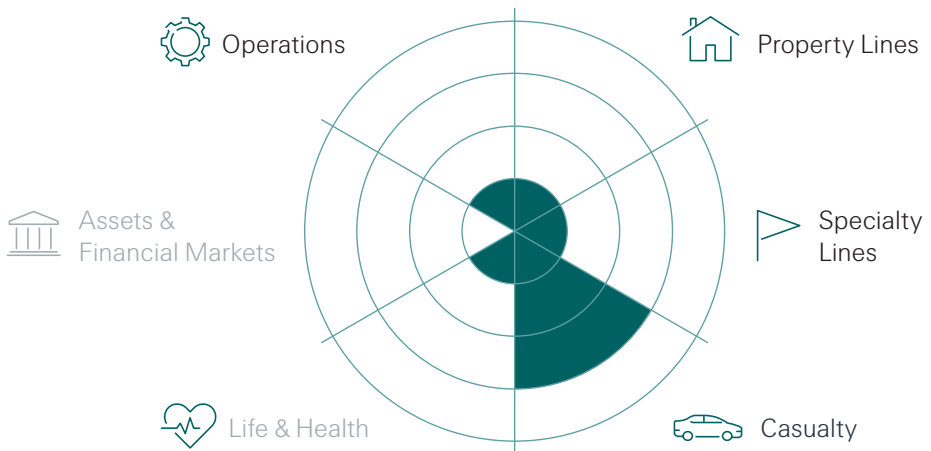 Operations
Property Lines
Assets &
Financial Markets
Specialty
Lines
Life & Health
Casualty